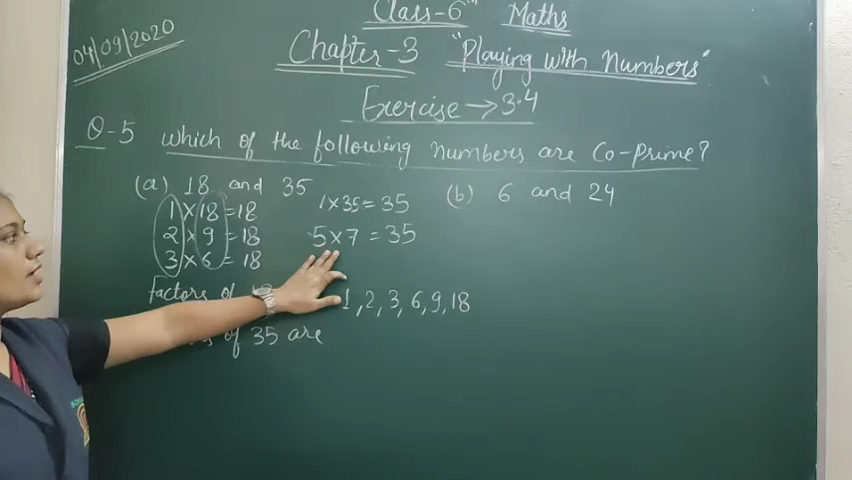 04/09/2020
Class-6th Maths
Chapter-3 "Playing with Numbers"
Exercise → 3.4
Q-5 Which of the following numbers are Co-prime?
(a) 18 and 35
1 × 18 = 18
2 × 9 = 18
3 × 6 = 18
1 × 35 = 35
5 × 7 = 35
(b) 6 and 24
factors of 1, 2, 3, 6, 9, 18
of 35 are